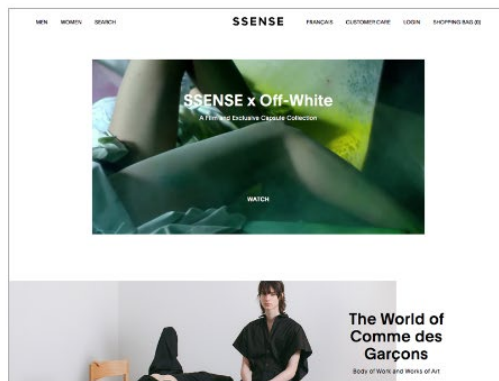 MEN WOMEN SEARCH SSENSE FRANÇAIS CUSTOMER CARE LOGIN SHOPPING BAG (0)
SSENSE x Off-White
A Film and Exclusive Capsule Collection
WATCH
The World of
Comme des
Garçons
Body of Work and Works of Art